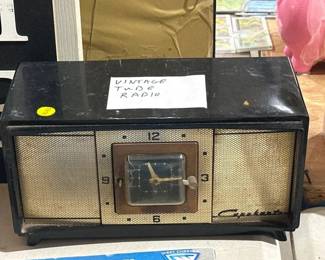 VINTAGE
TUBE
RADIO
12
9
3
6
Capehart